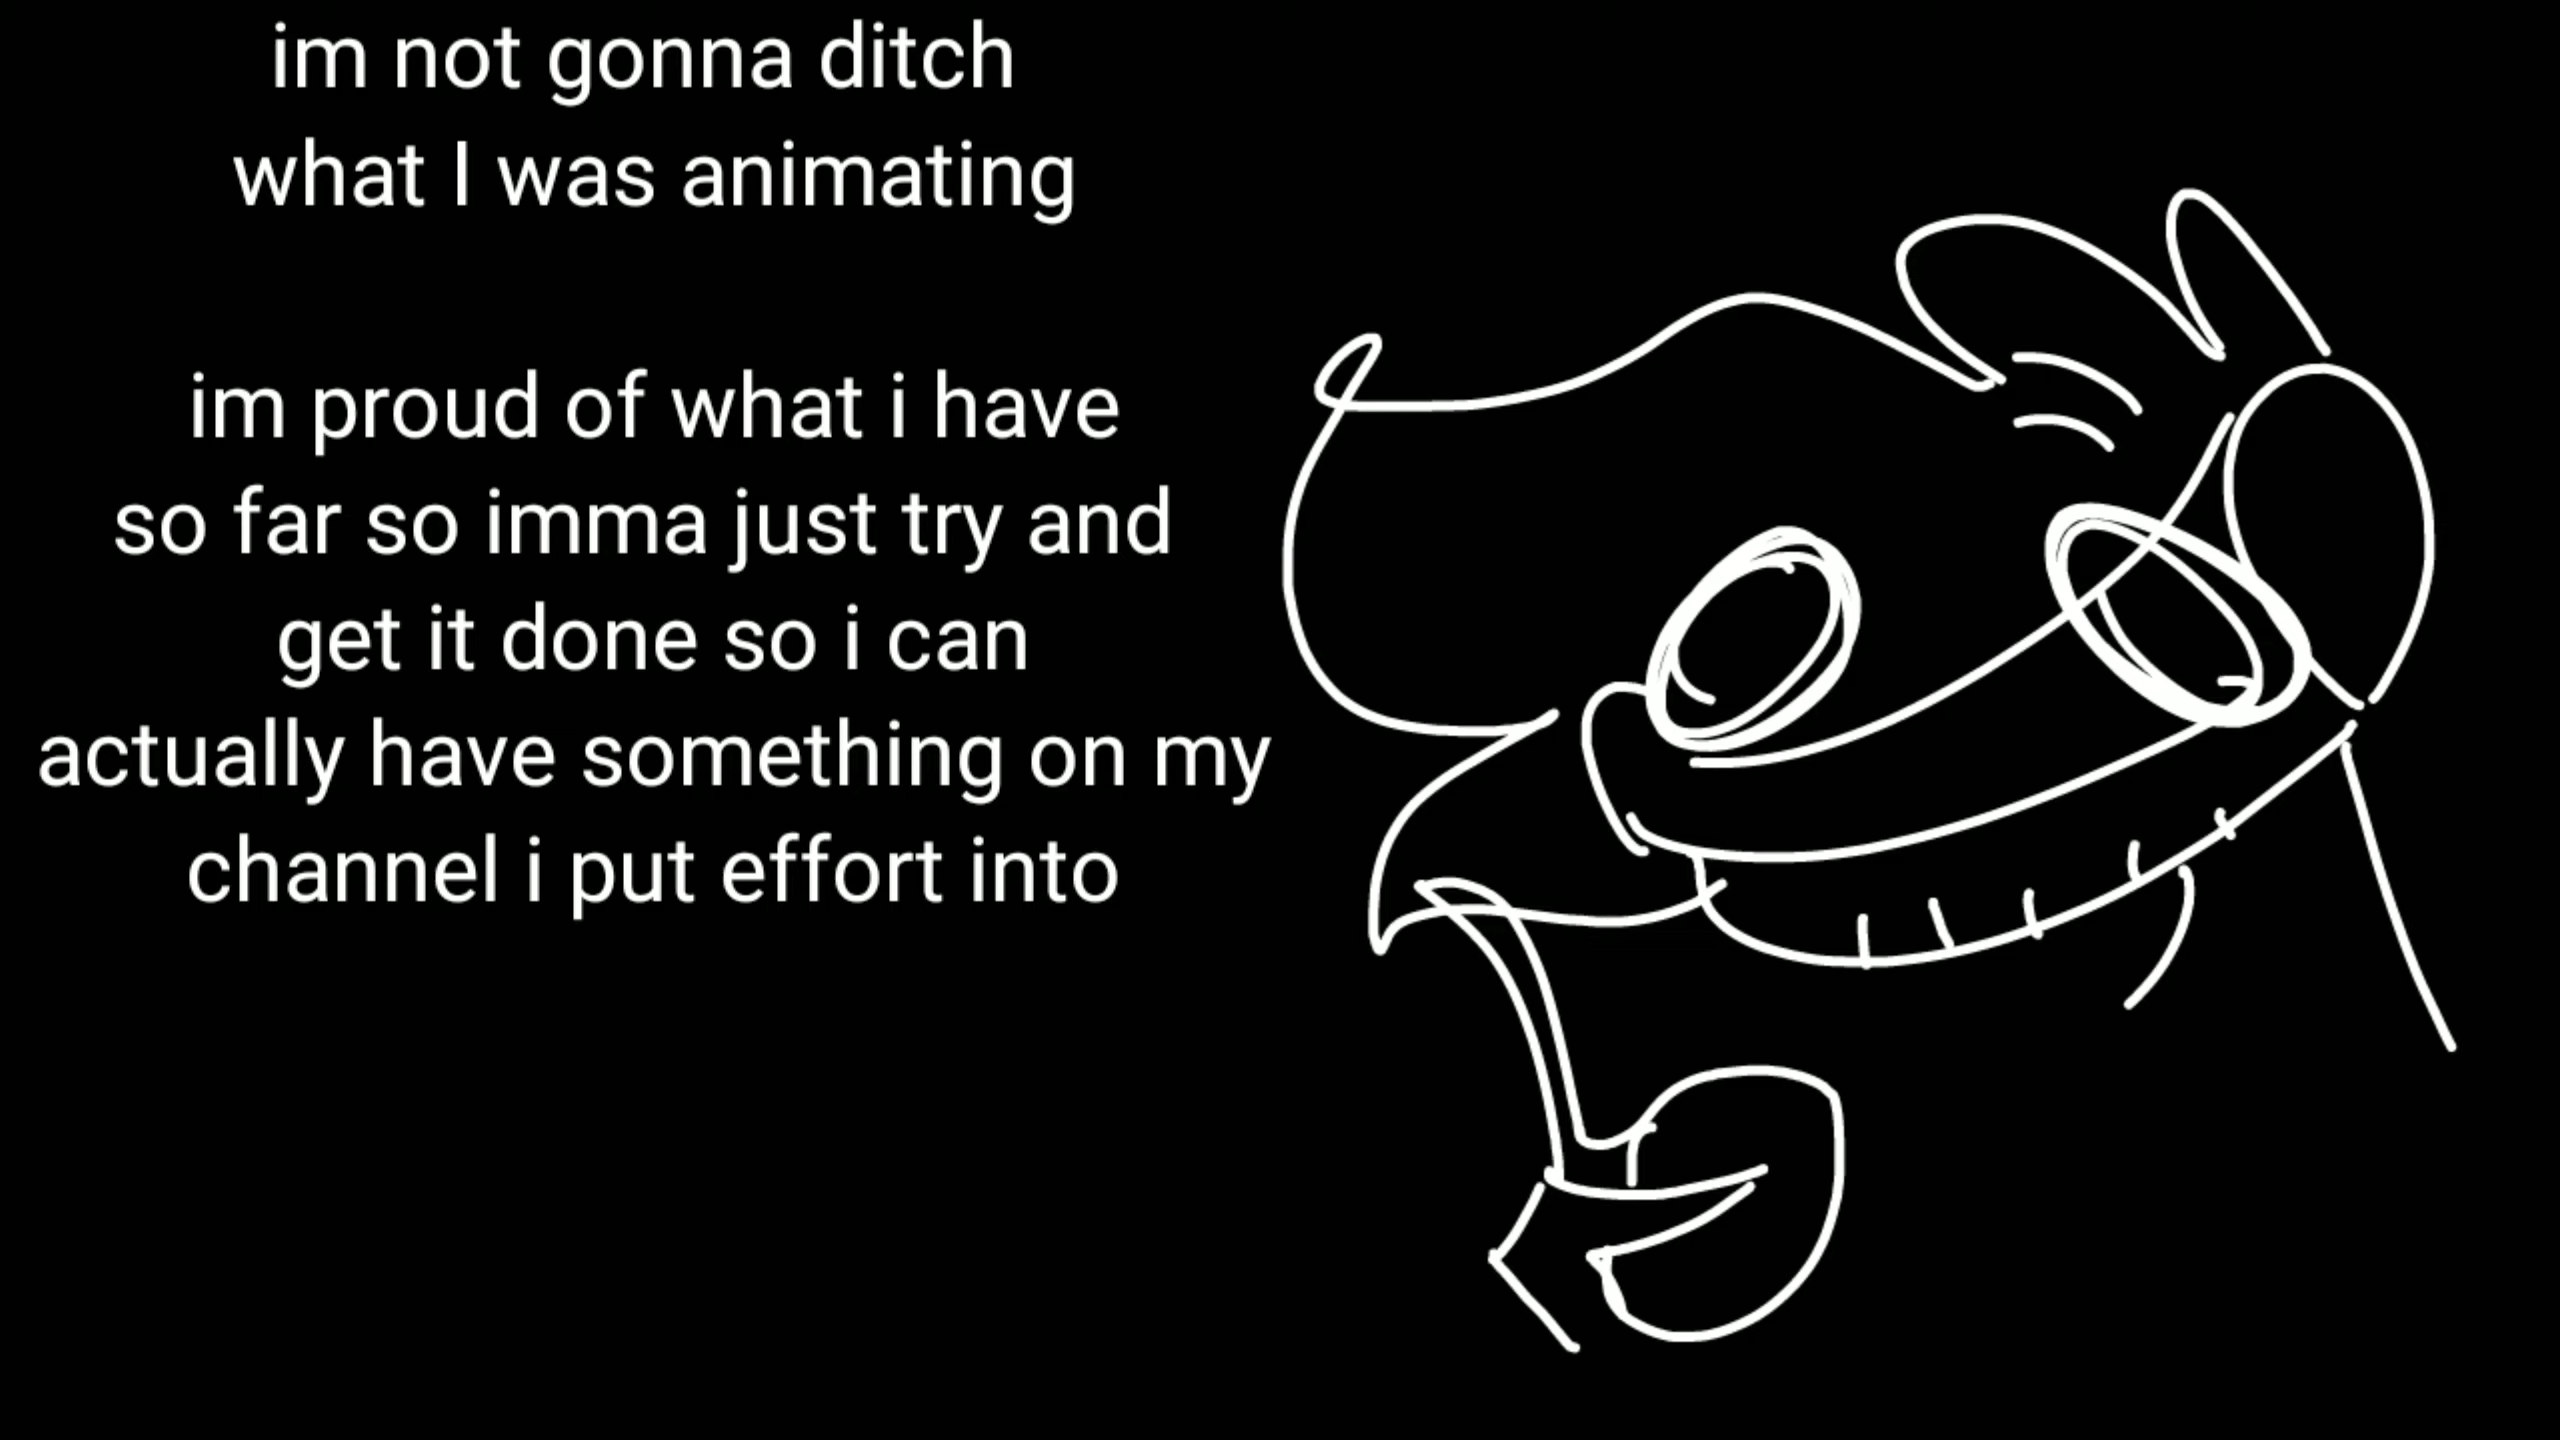 im not gonna ditch
what I was animating
im proud of what i have
so far so imma just try and
get it done so i can
actually have something on my
channel i put effort into